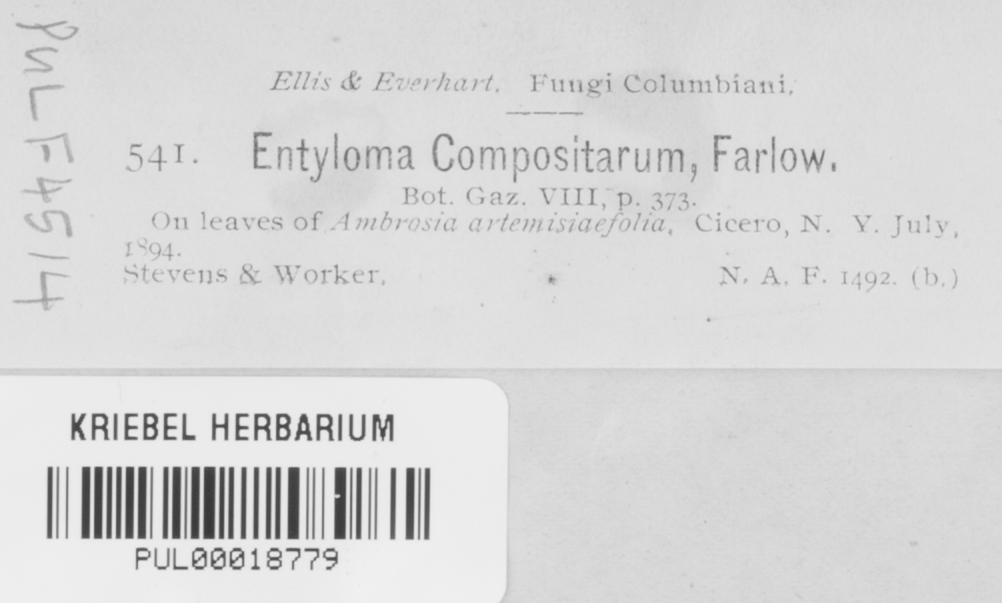 PUL F4514
Ellis & Everhart, Fungi Columbiani,
541. Entyloma Compositarum, Farlow.
Bot. Gaz. VIII, p. 373.
On leaves of Ambrosia artemisiaefolia, Cicero, N. Y. July,
1894.
Stevens & Worker, N. A. F. 1492. (b.)
KRIEBEL HERBARIUM
PUL00018779